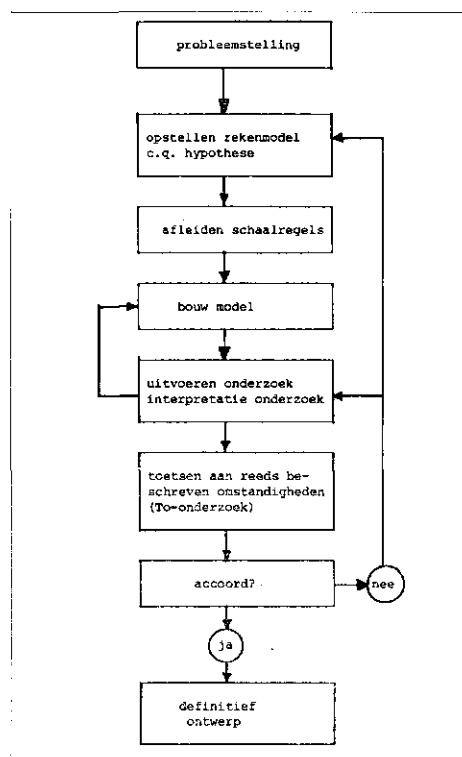 probleemstelling
opstellen rekenmodel
c.q. hypothese
afleiden schaalregels
bouw model
uitvoeren onderzoek
interpretatie onderzoek
toetsen aan reeds be-
schreven omstandigheden
(To-onderzoek)
accoord?
nee
ja
definitief
ontwerp